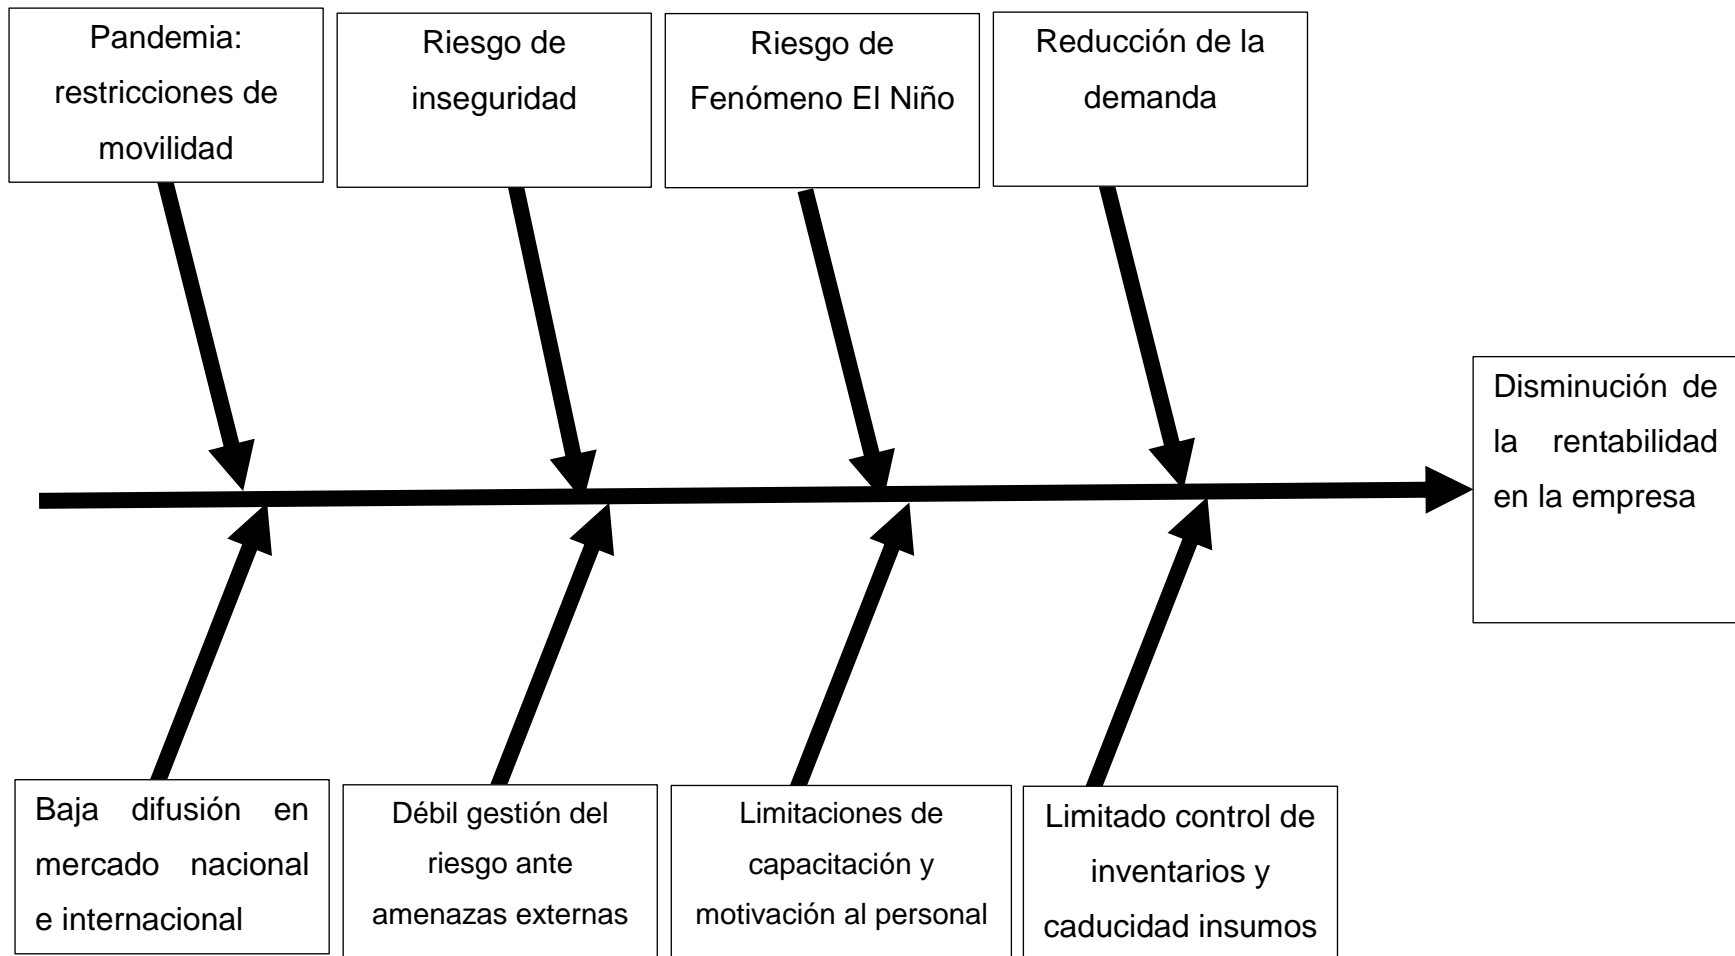 Pandemia:
restricciones de
movilidad
Riesgo de
inseguridad
Riesgo de
Fenómeno El Niño
Reducción de la
demanda
Disminución de
la rentabilidad
en la empresa
Baja difusión en
mercado nacional
e internacional
Débil gestión del
riesgo ante
amenazas externas
Limitaciones de
capacitación y
motivación al personal
Limitado control de
inventarios y
caducidad insumos